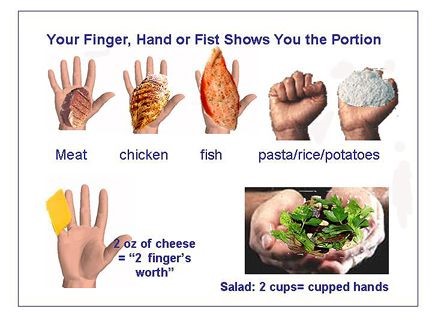 Your Finger, Hand or Fist Shows You the Portion
Meat chicken fish pasta/rice/potatoes
2 oz of cheese
= "2 finger's
worth"
Salad: 2 cups= cupped hands